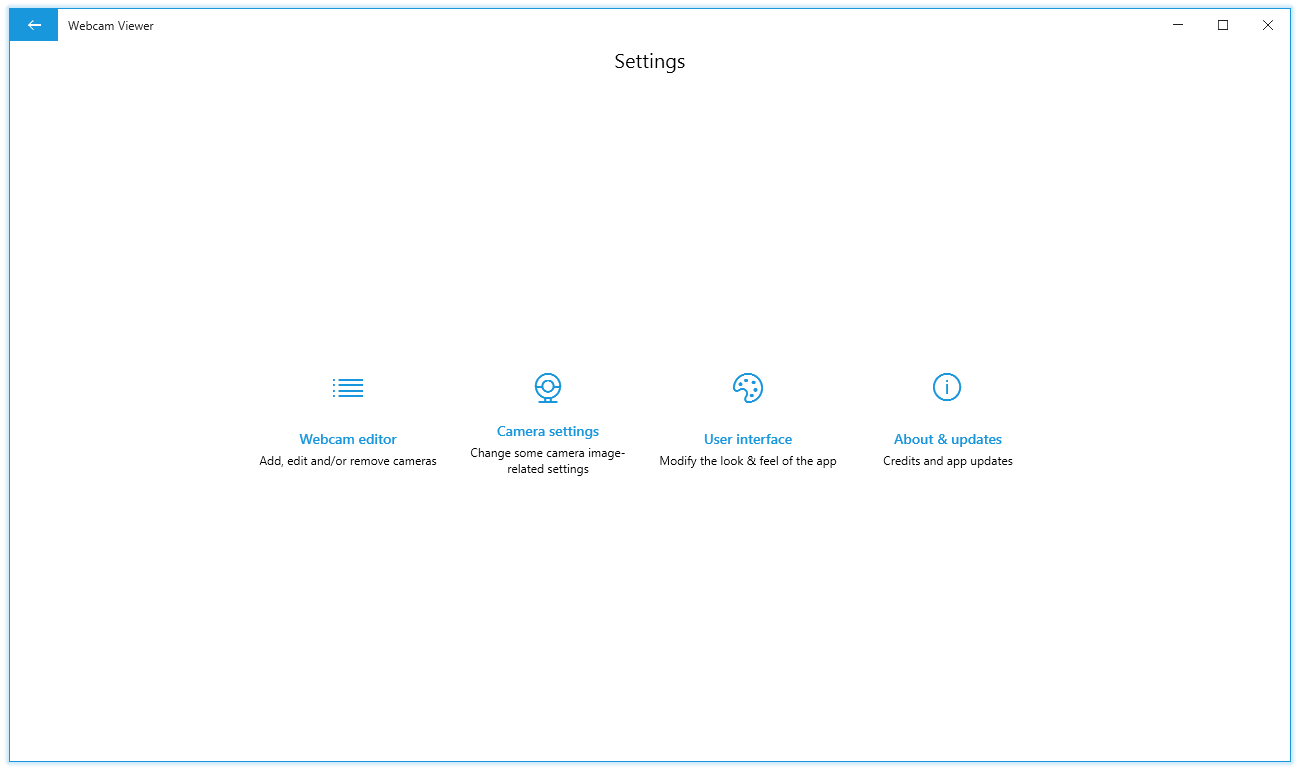 Webcam Viewer
Settings
Webcam editor
Add, edit and/or remove cameras
Camera settings
Change some camera image-
related settings
User interface
Modify the look & feel of the app
About & updates
Credits and app updates